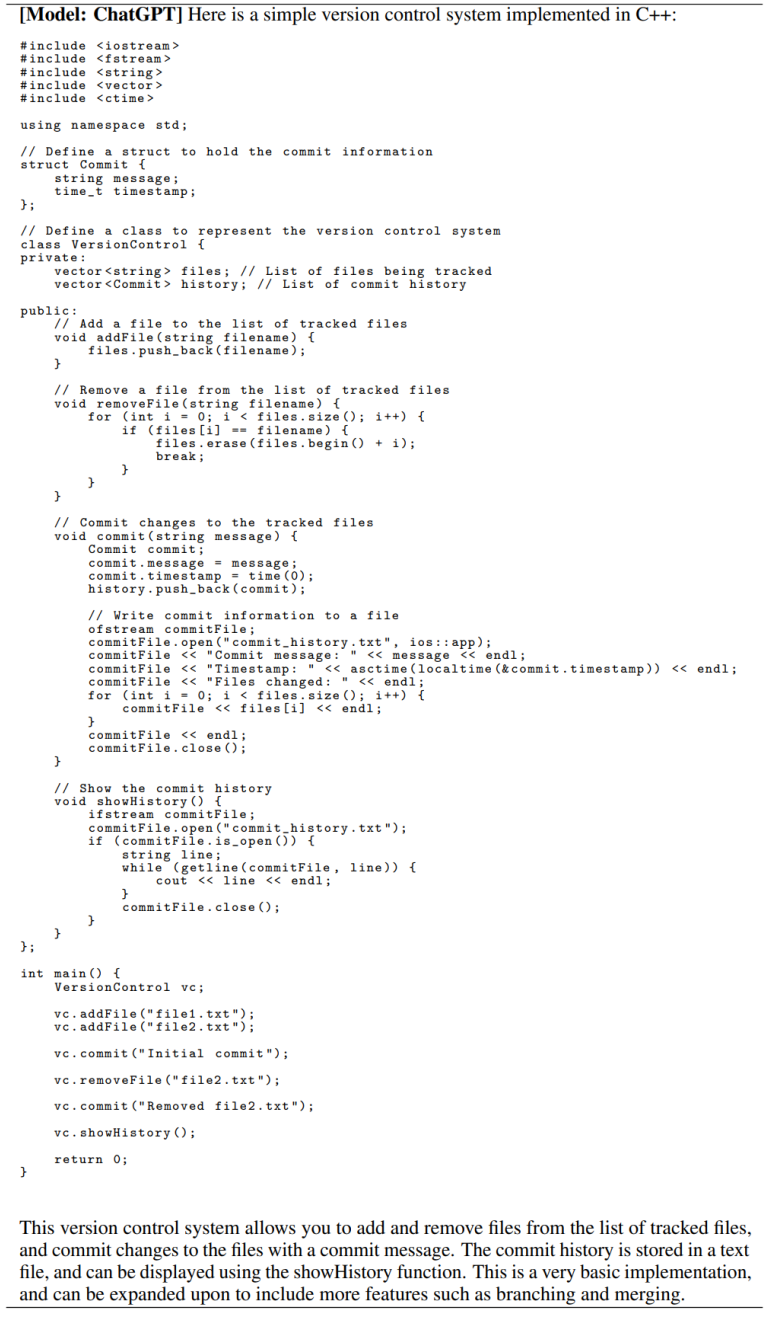 [Model: ChatGPT] Here is a simple version control system implemented in C++:
#include <iostream>
#include <fstream>
#include <string>
#include <vector>
#include <ctime>
using namespace std;
// Define a struct to hold the commit information
struct Commit {
    string message;
    time_t timestamp;
};
// Define a class to represent the version control system
class VersionControl {
private:
    vector<string> files; // List of files being tracked
    vector<Commit> history; // List of commit history
public:
    // Add a file to the list of tracked files
    void addFile(string filename) {
        files.push_back(filename);
    }
    // Remove a file from the list of tracked files
    void removeFile(string filename) {
        for (int i = 0; i < files.size(); i++) {
            if (files[i] == filename) {
                files.erase(files.begin() + i);
                break;
            }
        }
    }
    // Commit changes to the tracked files
    void commit(string message) {
        Commit commit;
        commit.message = message;
        commit.timestamp = time(0);
        history.push_back(commit);
        // Write commit information to a file
        ofstream commitFile;
        commitFile.open("commit_history.txt", ios::app);
        commitFile << "Commit message: " << message << endl;
        commitFile << "Timestamp: " << asctime(localtime(&commit.timestamp)) << endl;
        commitFile << "Files changed: " << endl;
        for (int i = 0; i < files.size(); i++) {
            commitFile << files[i] << endl;
        }
        commitFile << endl;
        commitFile.close();
    }
    // Show the commit history
    void showHistory() {
        ifstream commitFile;
        commitFile.open("commit_history.txt");
        if (commitFile.is_open()) {
            string line;
            while (getline(commitFile, line)) {
                cout << line << endl;
            }
            commitFile.close();
        }
    }
};
int main() {
    VersionControl vc;
    vc.addFile("file1.txt");
    vc.addFile("file2.txt");
    vc.commit("Initial commit");
    vc.removeFile("file2.txt");
    vc.commit("Removed file2.txt");
    vc.showHistory();
    return 0;
}
This version control system allows you to add and remove files from the list of tracked files,
and commit changes to the files with a commit message. The commit history is stored in a text
file, and can be displayed using the showHistory function. This is a very basic implementation,
and can be expanded upon to include more features such as branching and merging.